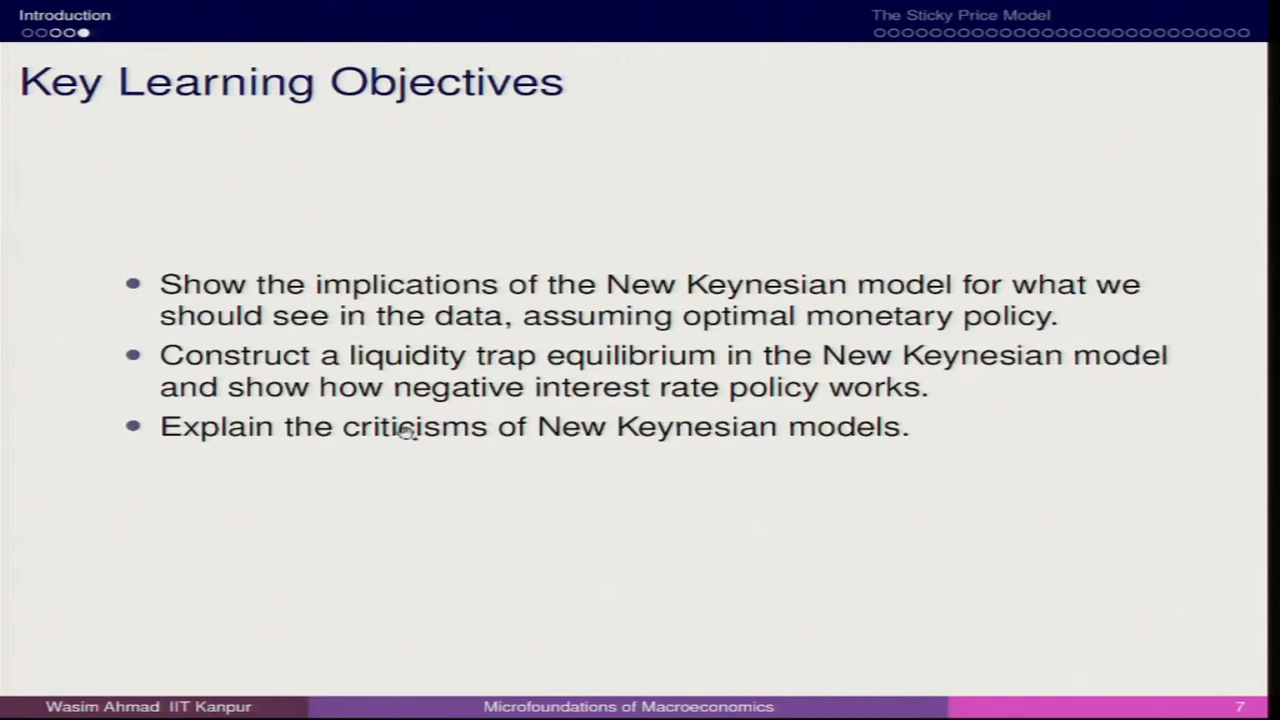 Introduction
The Sticky Price Model
Key Learning Objectives
Show the implications of the New Keynesian model for what we
should see in the data, assuming optimal monetary policy.
Construct a liquidity trap equilibrium in the New Keynesian model
and show how negative interest rate policy works.
Explain the criticisms of New Keynesian models.
Wasim Ahmad IIT Kanpur
Microfoundations of Macroeconomics
7